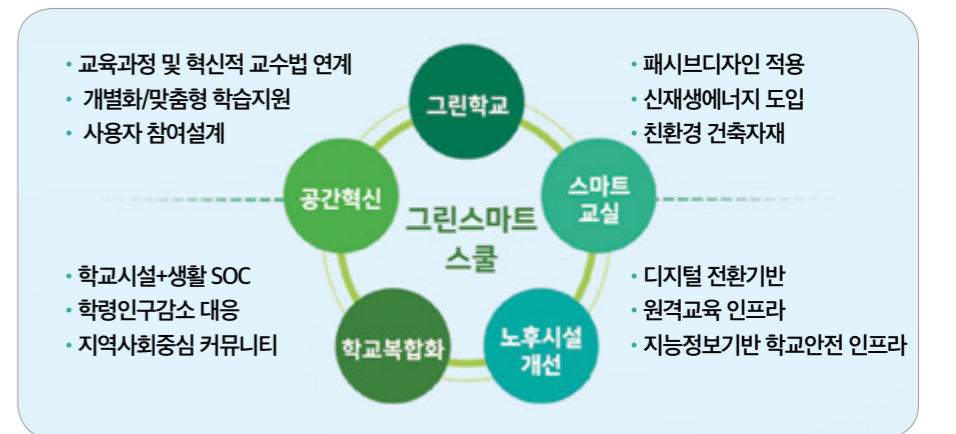 • 교육과정 및 혁신적 교수법 연계
• 개별화/맞춤형 학습지원
• 사용자 참여설계
• 패시브디자인 적용
• 신재생에너지 도입
• 친환경 건축자재
그린학교
공간혁신
스마트
교실
그린스마트
스쿨
학교복합화
노후시설
개선
• 학교시설+생활 SOC
• 학령인구감소 대응
• 지역사회중심 커뮤니티
• 디지털 전환기반
• 원격교육 인프라
• 지능정보기반 학교안전 인프라